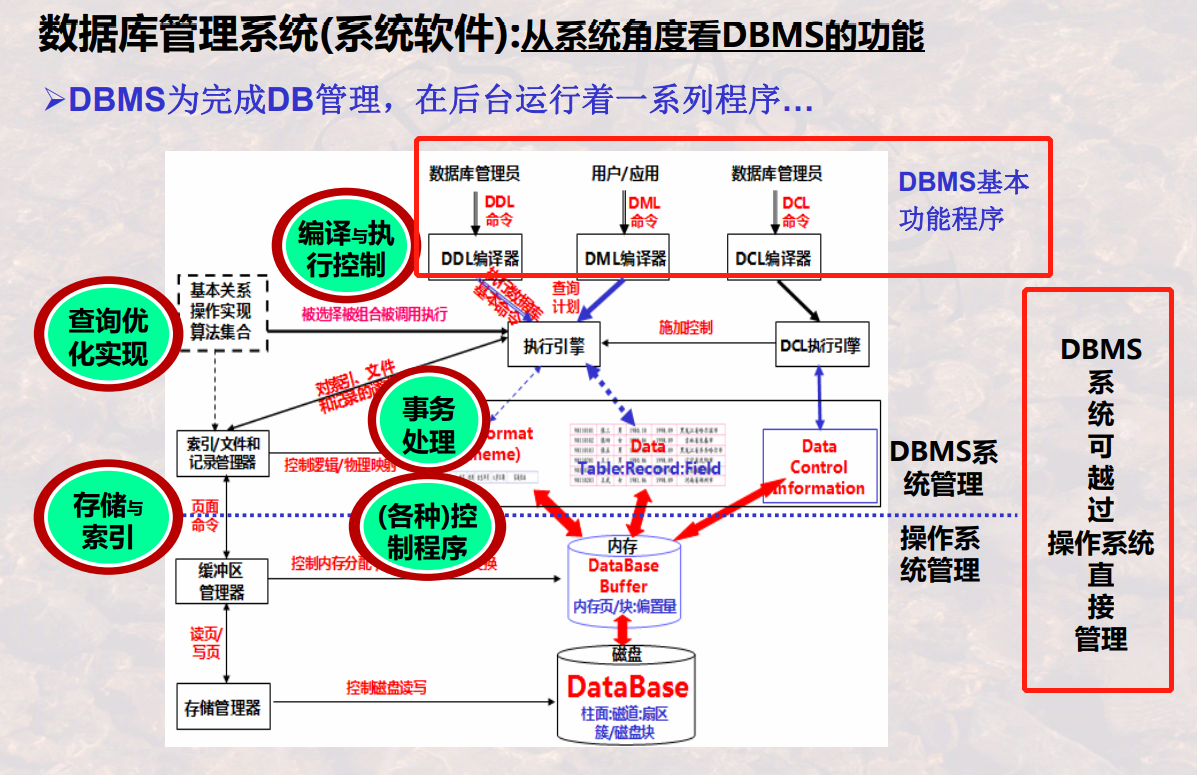 数据库管理系统(系统软件):从系统角度看DBMS的功能
➢DBMS为完成DB管理，在后台运行着一系列程序…
数据库管理员
用户/应用
数据库管理员
DBMS基本
功能程序
DDL
命令
DML
命令
DCL
命令
编译与执
行控制
DDL编译器
DML编译器
DCL编译器
执行数据库
基本命令
查询
计划
基本关系
操作实现
算法集合
被选择被组合被调用执行
查询优
化实现
执行引擎
施加控制
DCL执行引擎
对索引、文件
和记录的
事务
处理
索引/文件和
记录管理器
控制逻辑/物理映射
ormat
heme)
Data
Table:Record:Field
Data
Control
Information
DBMS系
统管理
操作系
统管理
DBMS
系
统
可
越
过
操作系统
直
接
管理
存储与
索引
页面
命令
(各种)控
制程序
缓冲区
管理器
控制内存分配
换
内存
DataBase
Buffer
内存页/块:偏置量
读页/
写页
存储管理器
控制磁盘读写
磁盘
DataBase
柱面:磁道:扇区
簇/磁盘块